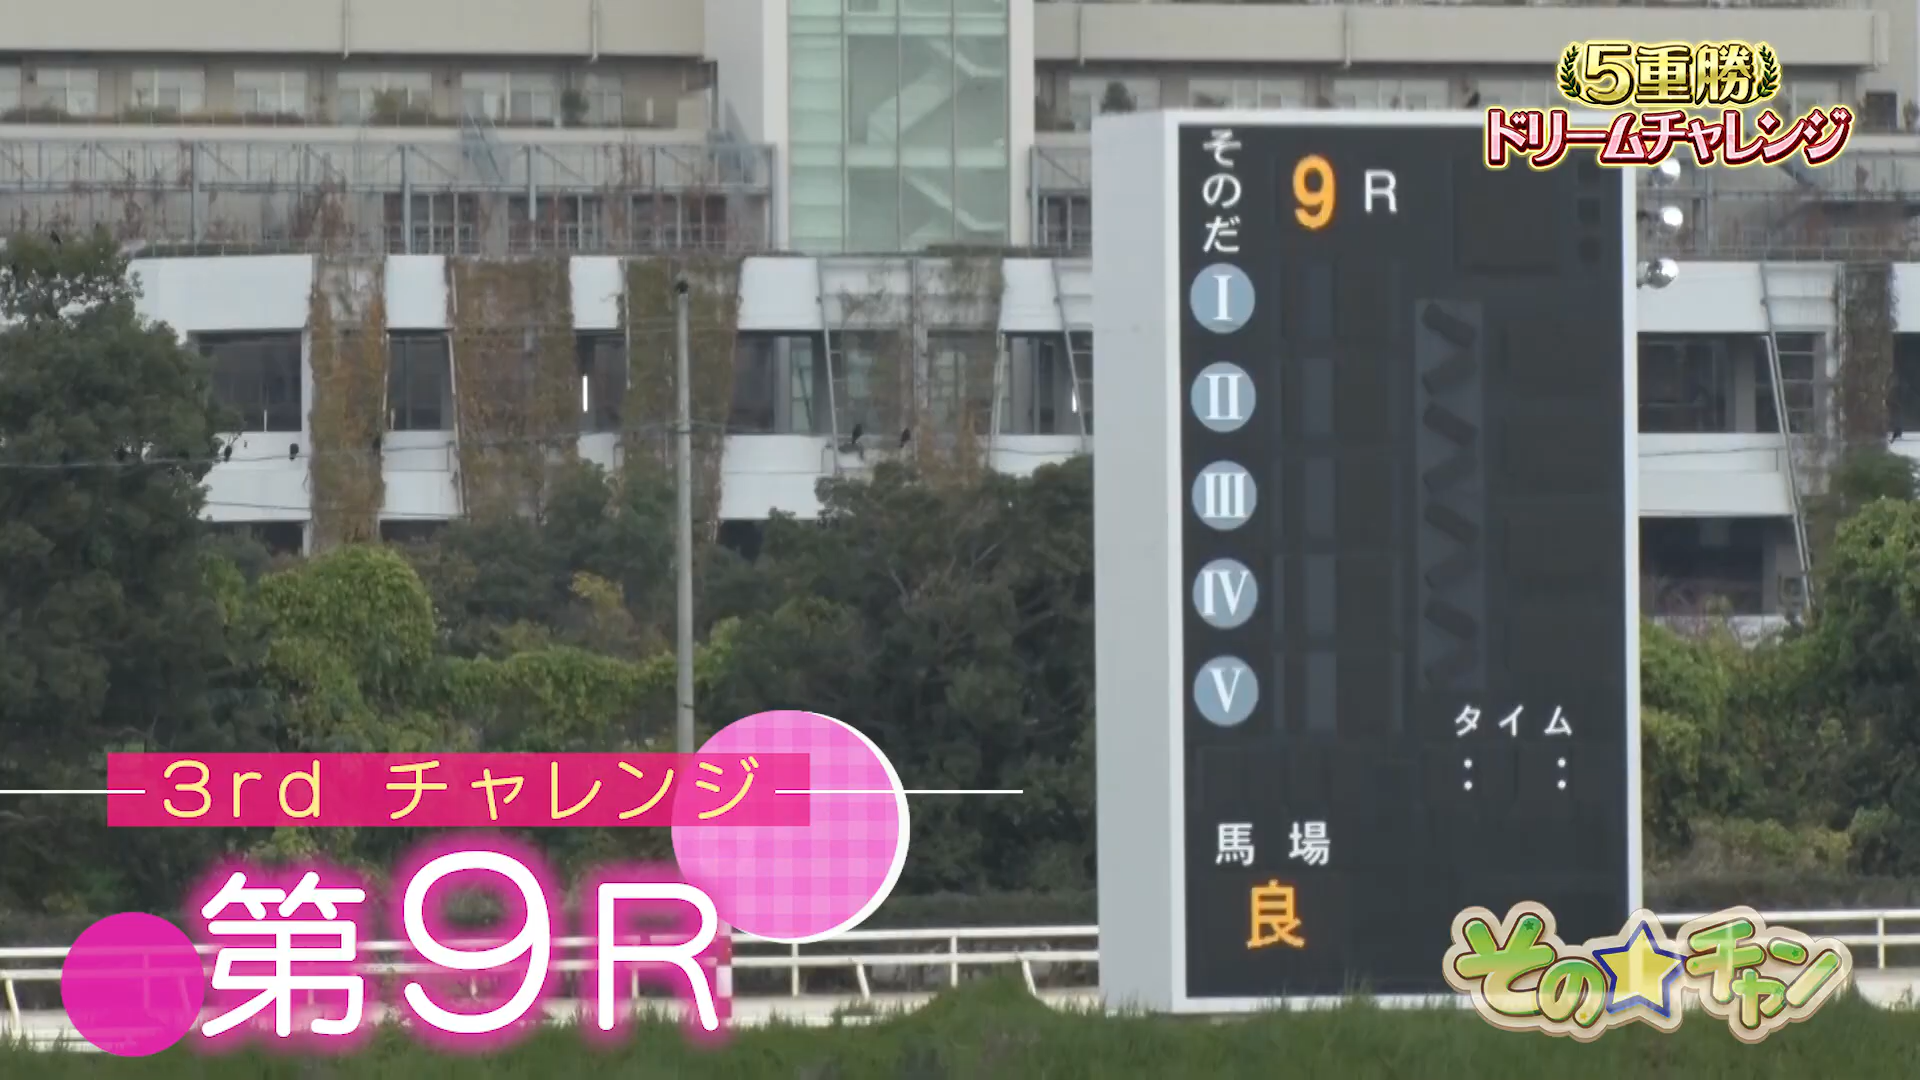 5重勝
ドリームチャレンジ
そのだ
9 R
I
II
III
IV
V
タイム
: :
馬場
良
3rd チャレンジ
第9R
その★チャン